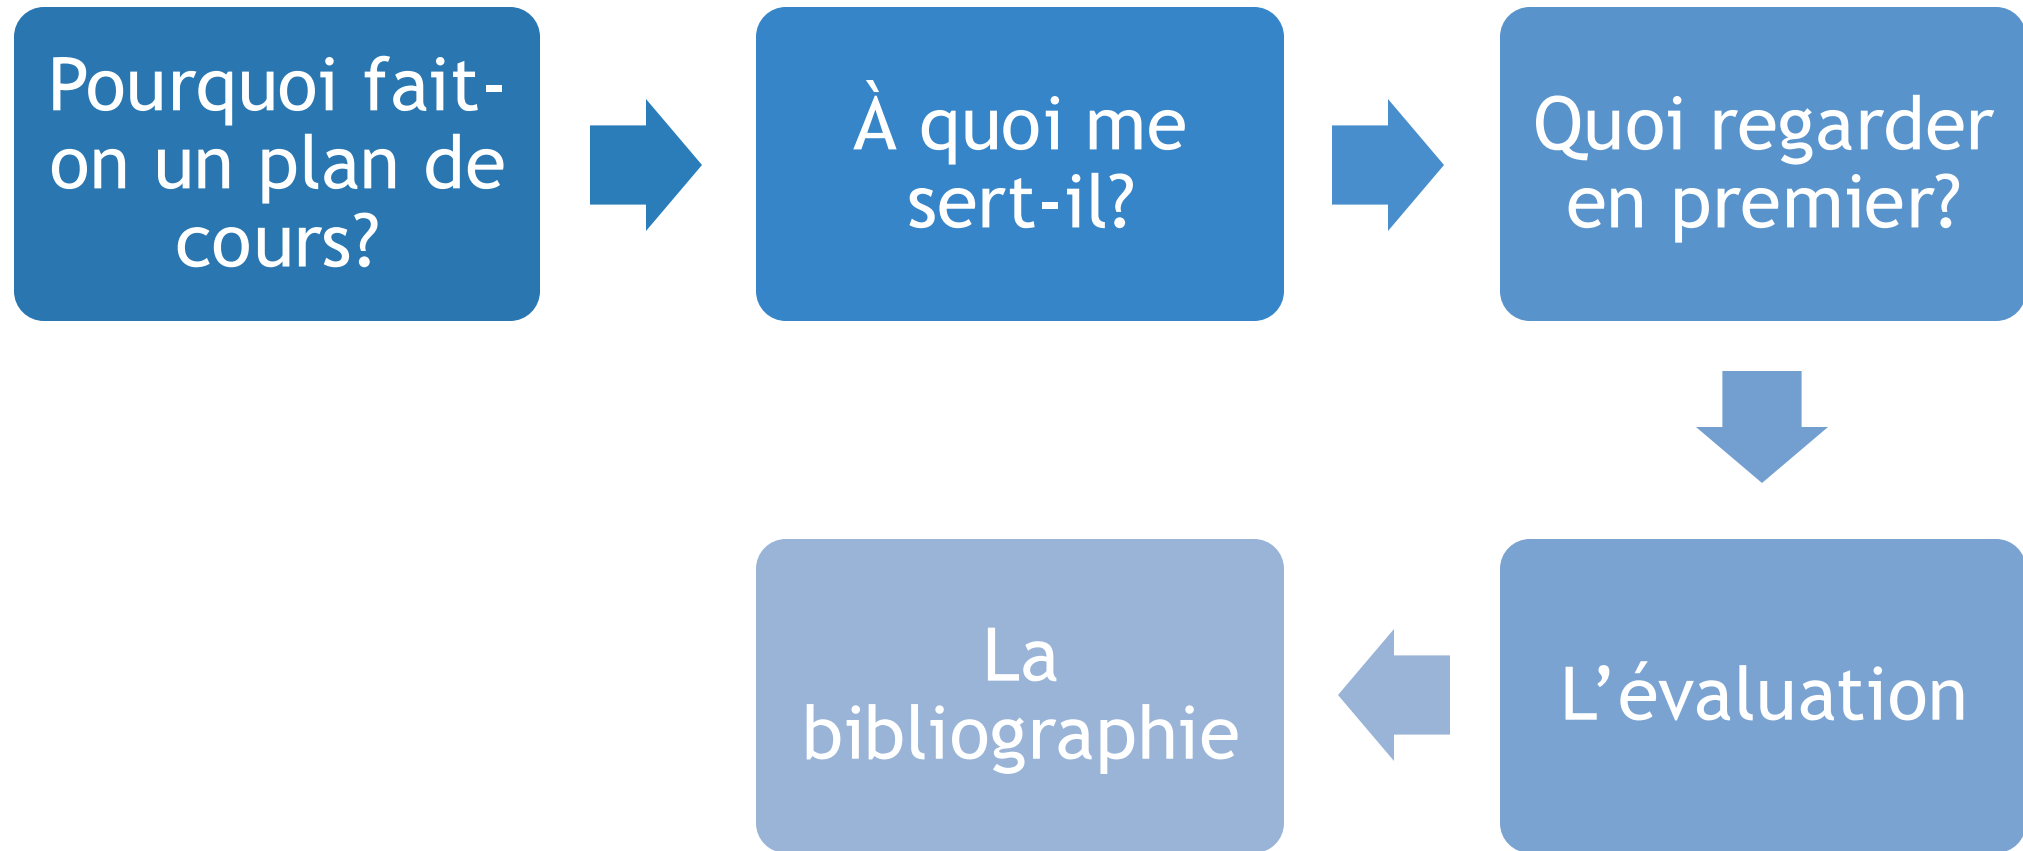 Pourquoi fait-
on un plan de
cours?
À quoi me
sert-il?
Quoi regarder
en premier?
L’évaluation
La
bibliographie